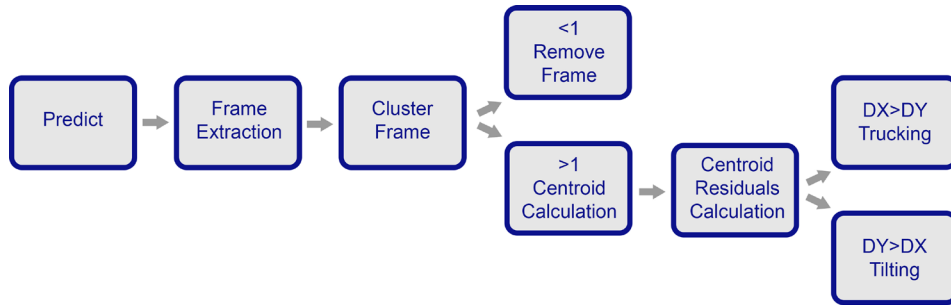 Predict
Frame
Extraction
Cluster
Frame
<1
Remove
Frame
>1
Centroid
Calculation
Centroid
Residuals
Calculation
DX>DY
Trucking
DY>DX
Tilting